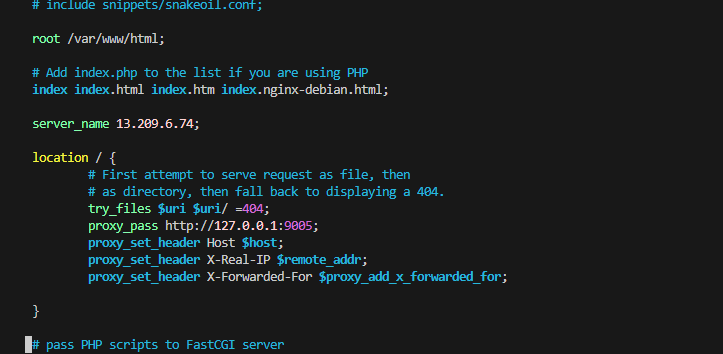 # include snippets/snakeoil.conf;
root /var/www/html;
# Add index.php to the list if you are using PHP
index index.html index.htm index.nginx-debian.html;
server_name 13.209.6.74;
location / {
# First attempt to serve request as file, then
# as directory, then fall back to displaying a 404.
try_files $uri $uri/ =404;
proxy_pass http://127.0.0.1:9005;
proxy_set_header Host $host;
proxy_set_header X-Real-IP $remote_addr;
proxy_set_header X-Forwarded-For $proxy_add_x_forwarded_for;
}
# pass PHP scripts to FastCGI server